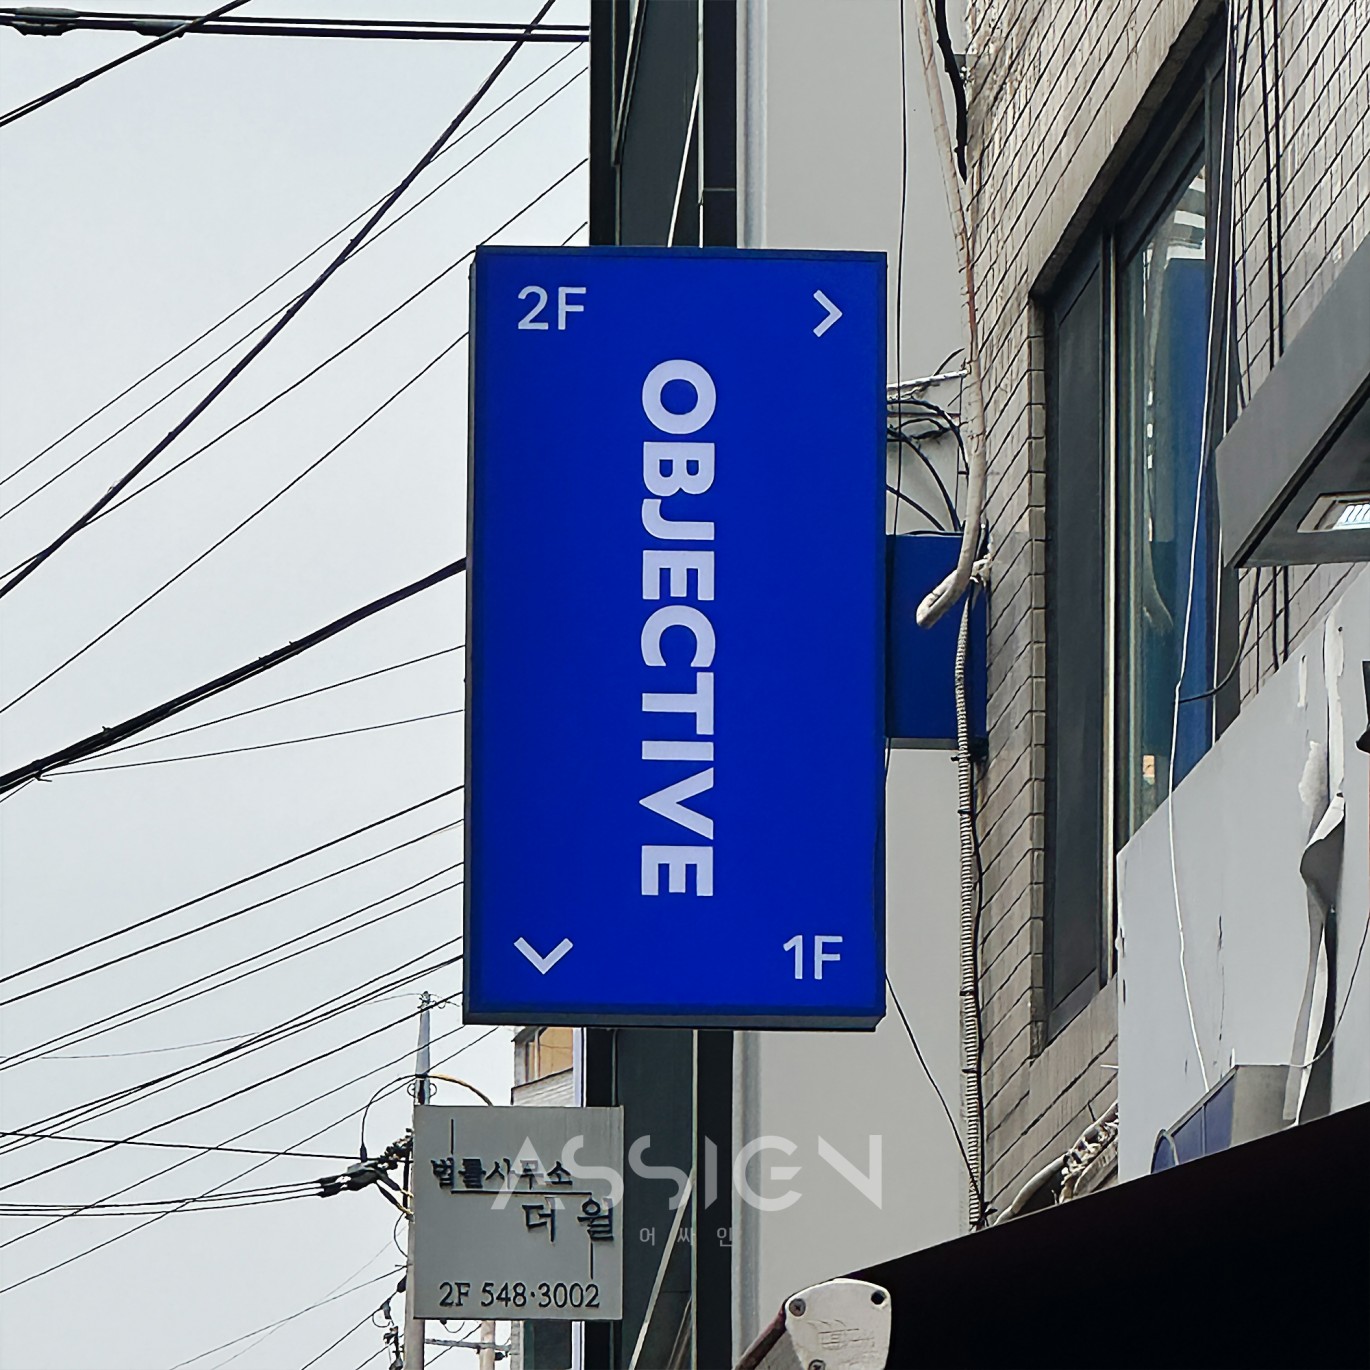 2F >
OBJECTIVE
1F
ASSIGN
어싸인
법률사무소
더 월
2F 548·3002